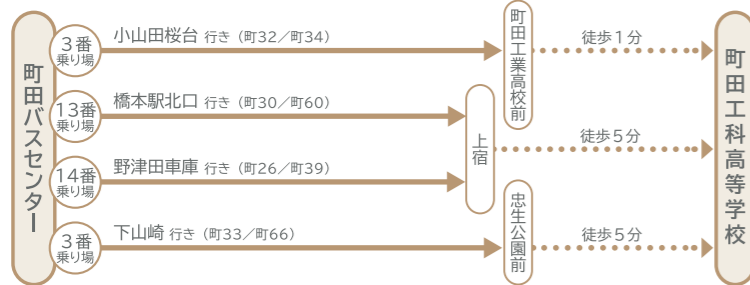 町田バスセンター
3番
乗り場
小山田桜台 行き（町32／町34）
町田工業高校前
徒歩1分
13番
乗り場
橋本駅北口 行き（町30／町60）
14番
乗り場
野津田車庫 行き（町26／町39）
上宿
徒歩5分
3番
乗り場
下山崎 行き（町33／町66）
忠生公園前
徒歩5分
町田工科高等学校